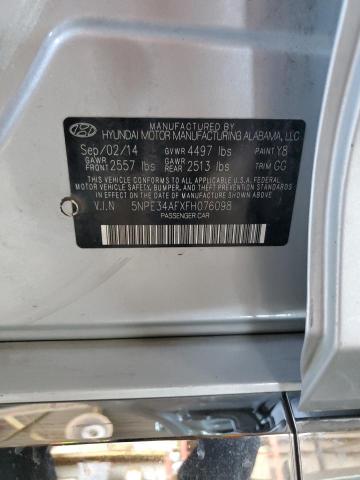 MANUFACTURED BY
HYUNDAI MOTOR MANUFACTURING ALABAMA, LLC
Sep/02/14 GVWR 4497 lbs PAINT Y8
GAWR FRONT 2557 lbs GAWR REAR 2513 lbs TRIM GG
THIS VEHICLE CONFORMS TO ALL APPLICABLE U.S.A. FEDERAL
MOTOR VEHICLE SAFETY, BUMPER, AND THEFT PREVENTION STANDARDS
IN EFFECT ON THE DATE OF MANUFACTURE SHOWN ABOVE.
V.I.N 5NPE34AFXFH076098
PASSENGER CAR